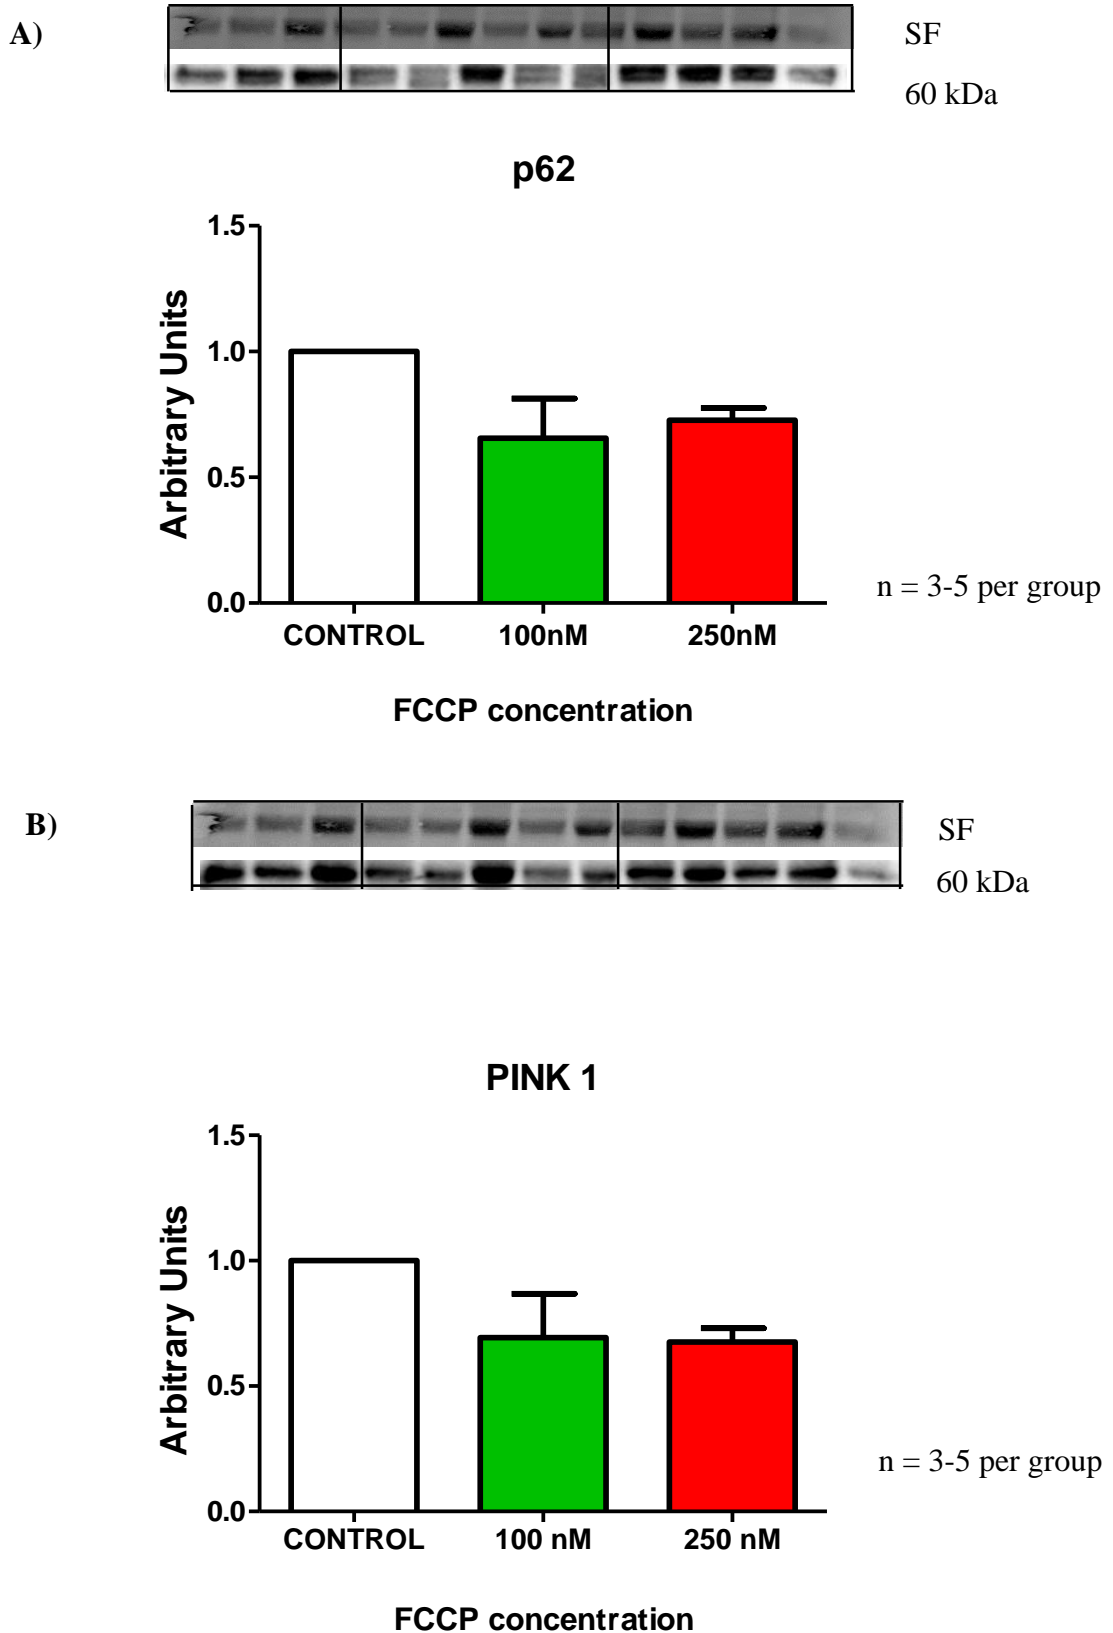 A)
SF
60 kDa
p62
1.5
1.0
0.5
0.0
Arbitrary Units
CONTROL 100nM 250nM
n = 3-5 per group
FCCP concentration
B)
SF
60 kDa
PINK 1
1.5
1.0
0.5
0.0
Arbitrary Units
CONTROL 100 nM 250 nM
n = 3-5 per group
FCCP concentration